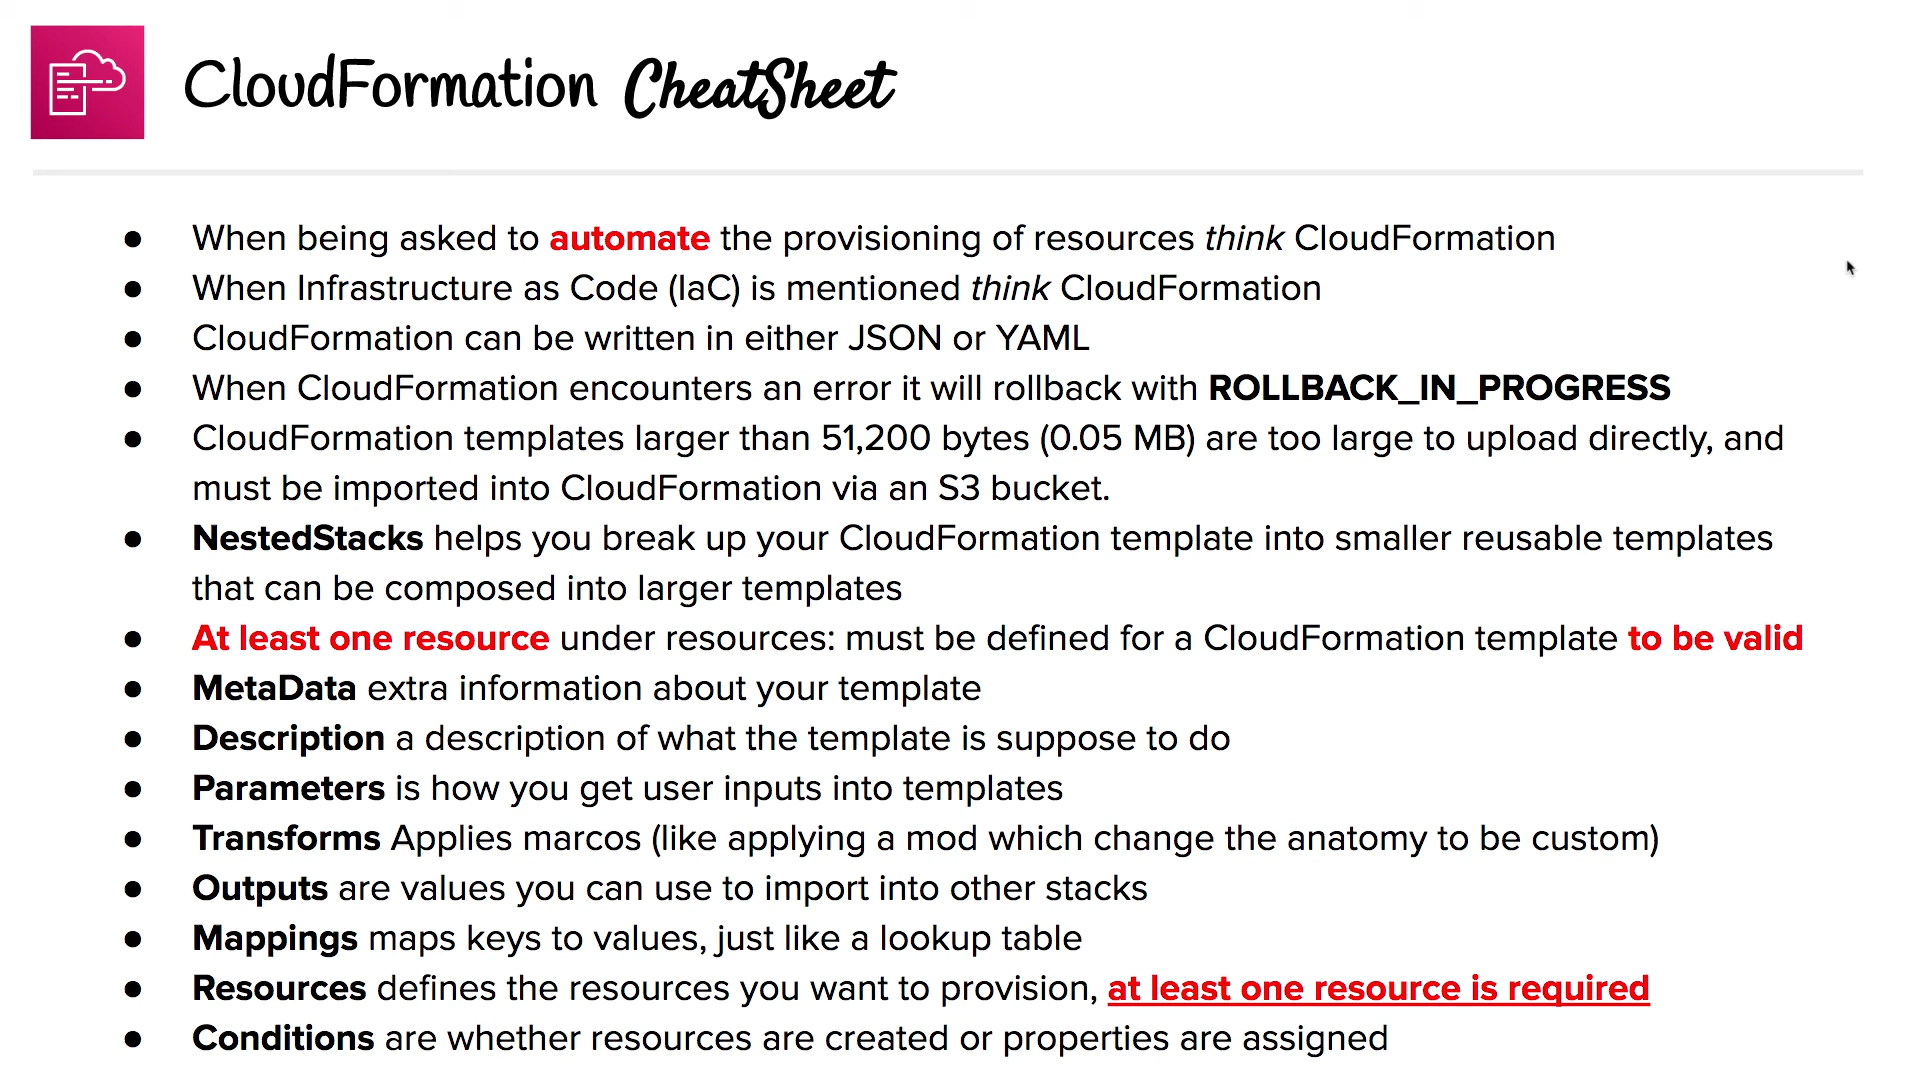 CloudFormation CheatSheet
● When being asked to automate the provisioning of resources think CloudFormation
● When Infrastructure as Code (IaC) is mentioned think CloudFormation
● CloudFormation can be written in either JSON or YAML
● When CloudFormation encounters an error it will rollback with ROLLBACK_IN_PROGRESS
● CloudFormation templates larger than 51,200 bytes (0.05 MB) are too large to upload directly, and
must be imported into CloudFormation via an S3 bucket.
● NestedStacks helps you break up your CloudFormation template into smaller reusable templates
that can be composed into larger templates
● At least one resource under resources: must be defined for a CloudFormation template to be valid
● MetaData extra information about your template
● Description a description of what the template is suppose to do
● Parameters is how you get user inputs into templates
● Transforms Applies marcos (like applying a mod which change the anatomy to be custom)
● Outputs are values you can use to import into other stacks
● Mappings maps keys to values, just like a lookup table
● Resources defines the resources you want to provision, at least one resource is required
● Conditions are whether resources are created or properties are assigned